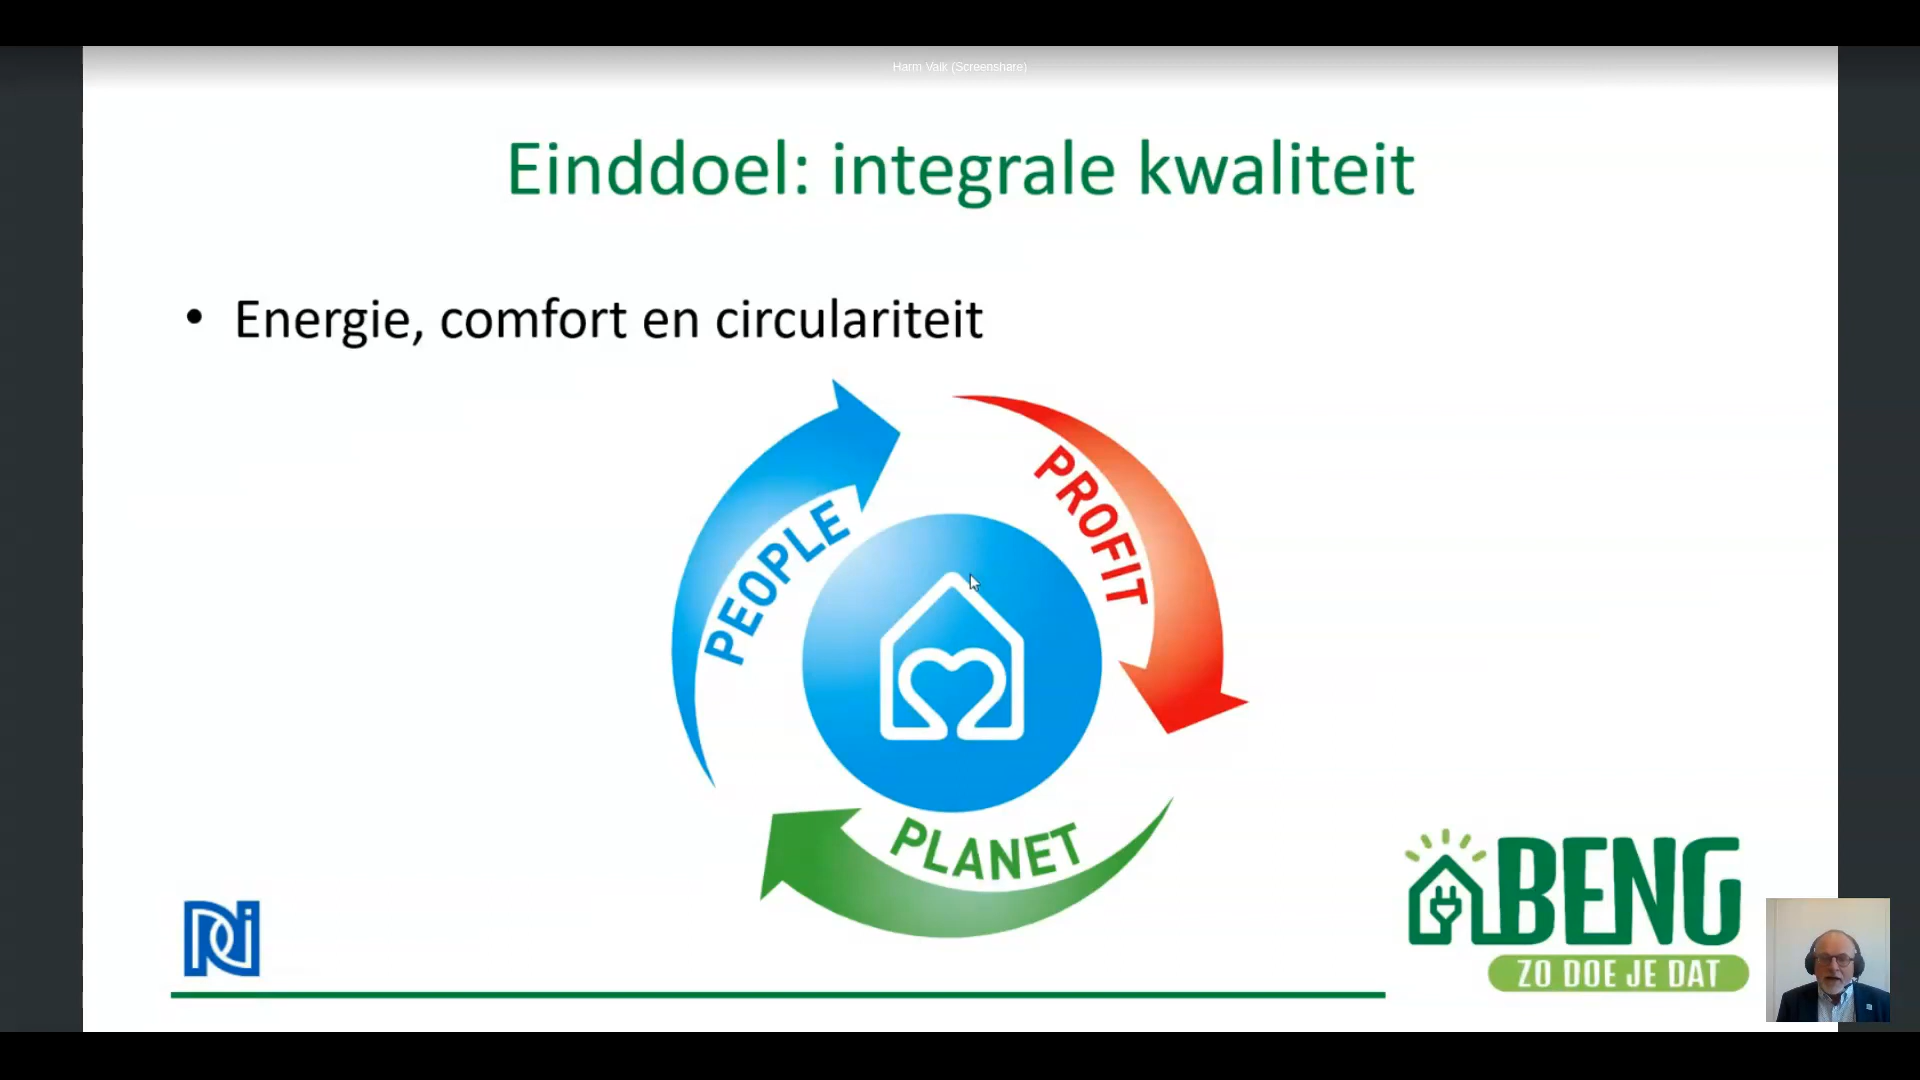 Harm Valk (Screenshare)
Einddoel: integrale kwaliteit
• Energie, comfort en circulariteit
PEOPLE
PROFIT
PLANET
BENG
ZO DOE JE DAT